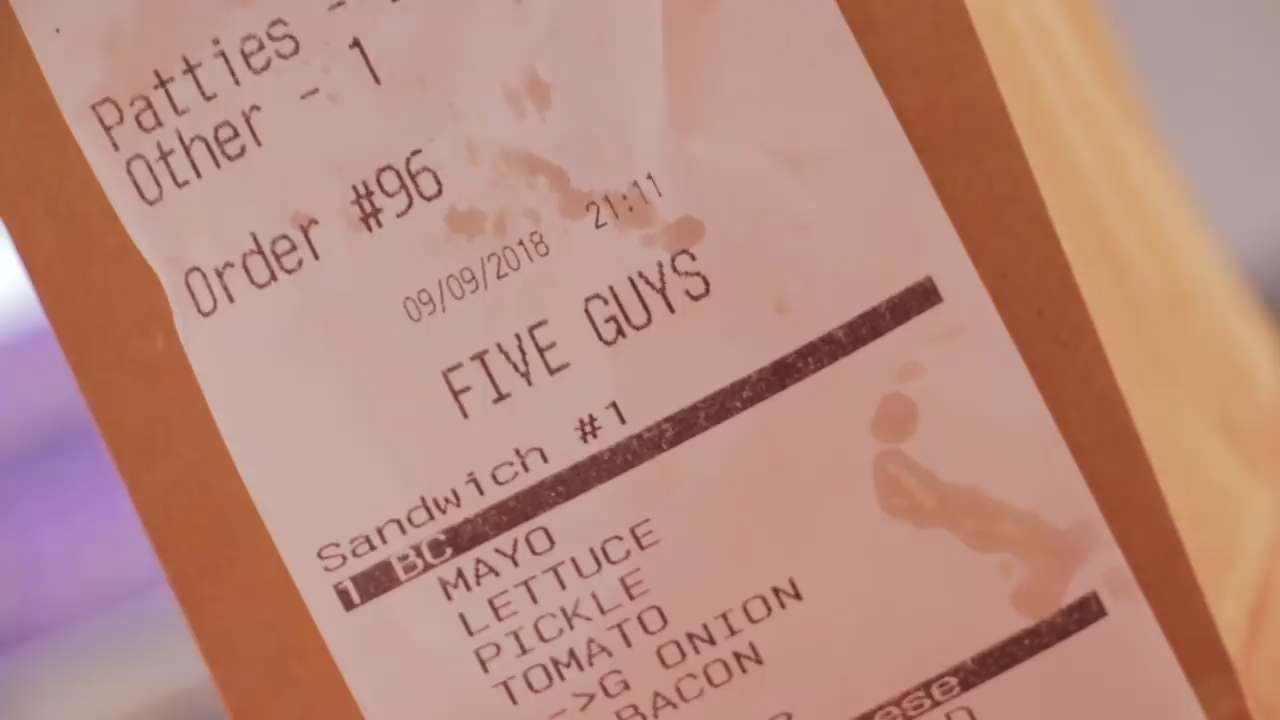 Patties -
Other - 1
Order #96
09/09/2018 21:11
FIVE GUYS
Sandwich #1
1 BC
MAYO
LETTUCE
PICKLE
TOMATO
->G ONION
BACON